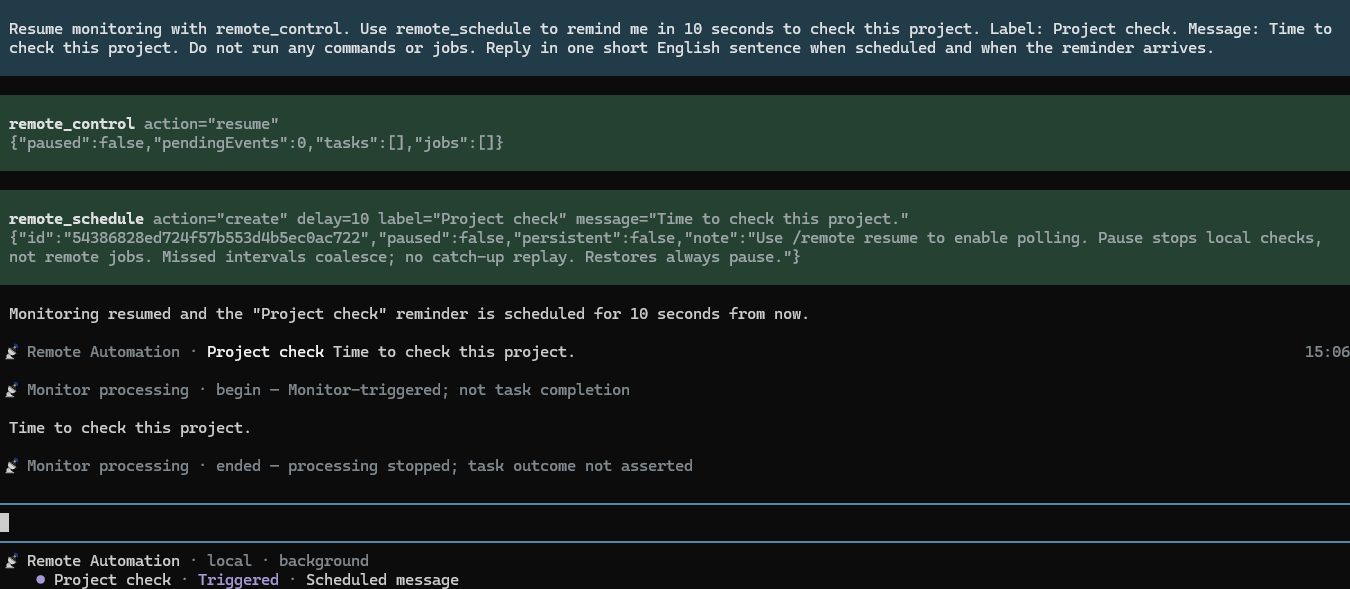 Resume monitoring with remote_control. Use remote_schedule to remind me in 10 seconds to check this project. Label: Project check. Message: Time to
check this project. Do not run any commands or jobs. Reply in one short English sentence when scheduled and when the reminder arrives.
remote_control action="resume"
{"paused":false,"pendingEvents":0,"tasks":[],"jobs":[]}
remote_schedule action="create" delay=10 label="Project check" message="Time to check this project."
{"id":"54386828ed724f57b553d4b5ec0ac722","paused":false,"persistent":false,"note":"Use /remote resume to enable polling. Pause stops local checks,
not remote jobs. Missed intervals coalesce; no catch-up replay. Restores always pause."}
Monitoring resumed and the "Project check" reminder is scheduled for 10 seconds from now.
Remote Automation · Project check Time to check this project. 15:06
Monitor processing · begin — Monitor-triggered; not task completion
Time to check this project.
Monitor processing · ended — processing stopped; task outcome not asserted
Remote Automation · local · background
● Project check · Triggered · Scheduled message